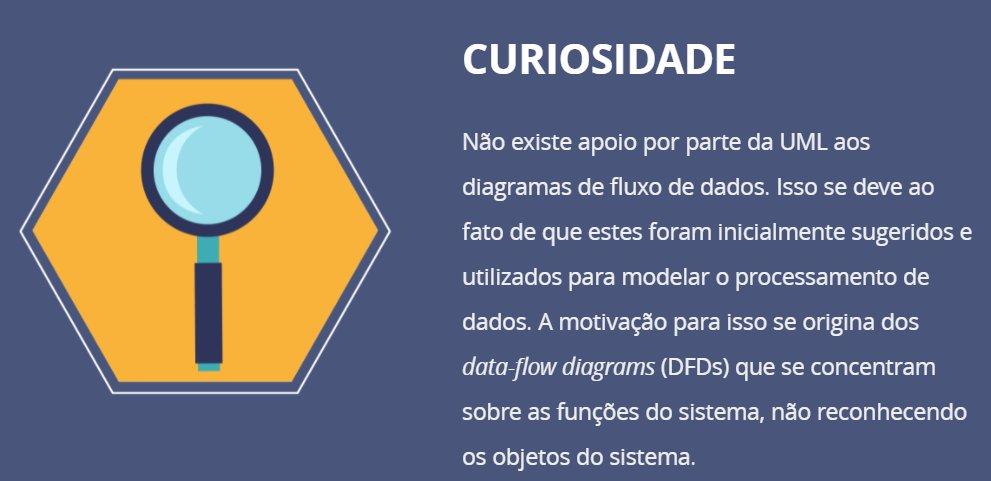 CURIOSIDADE
Não existe apoio por parte da UML aos
diagramas de fluxo de dados. Isso se deve ao
fato de que estes foram inicialmente sugeridos e
utilizados para modelar o processamento de
dados. A motivação para isso se origina dos
data-flow diagrams (DFDs) que se concentram
sobre as funções do sistema, não reconhecendo
os objetos do sistema.